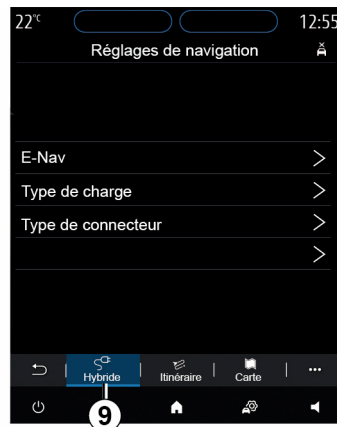 22°C 12:55
Réglages de navigation
E-Nav
Type de charge
Type de connecteur
Hybride Itinéraire Carte
9